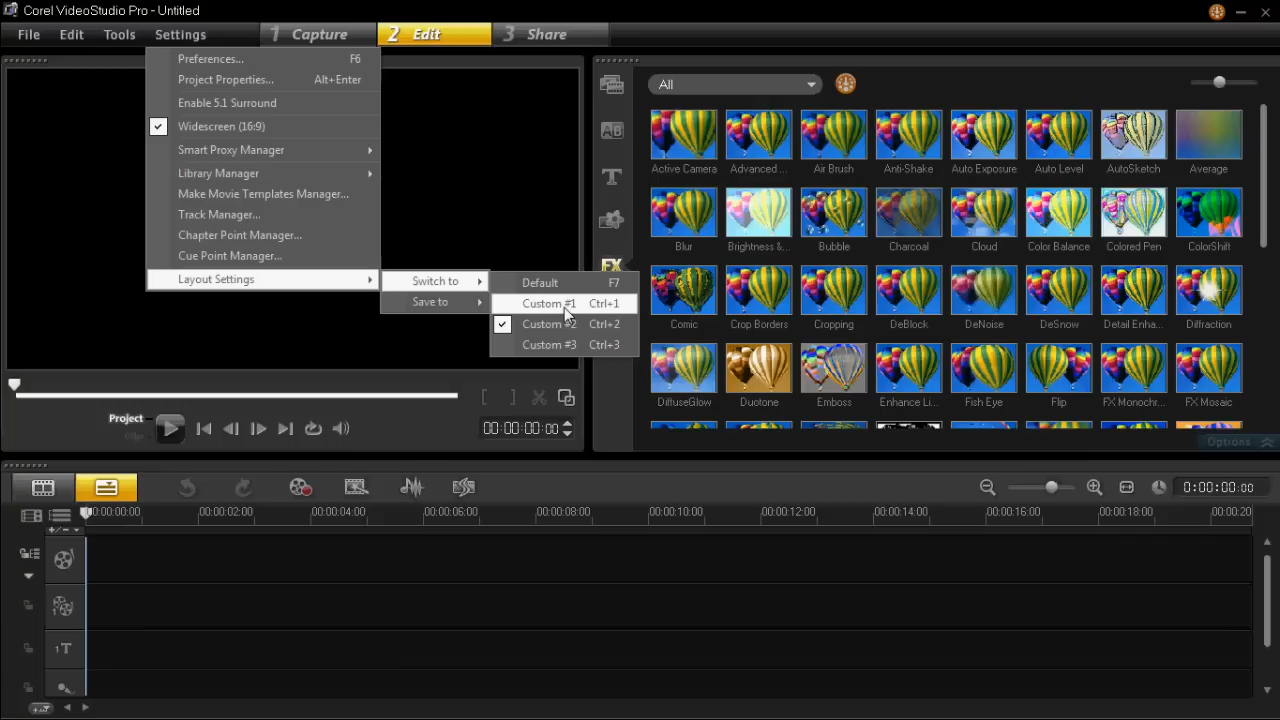 Corel VideoStudio Pro - Untitled
File Edit Tools Settings 1 Capture 2 Edit 3 Share
Preferences... F6
Project Properties... Alt+Enter
Enable 5.1 Surround
Widescreen (16:9)
Smart Proxy Manager
Library Manager
Make Movie Templates Manager...
Track Manager...
Chapter Point Manager...
Cue Point Manager...
Layout Settings
Switch to
Save to
Default F7
Custom #1 Ctrl+1
Custom #2 Ctrl+2
Custom #3 Ctrl+3
All
AB
T
FX
Active Camera Advanced ... Air Brush Anti-Shake Auto Exposure Auto Level AutoSketch Average
Blur Brightness &... Bubble Charcoal Cloud Color Balance Colored Pen ColorShift
Comic Crop Borders Cropping DeBlock DeNoise DeSnow Detail Enha... Diffraction
DiffuseGlow Duotone Emboss Enhance Li... Fish Eye Flip FX Monochr... FX Mosaic
Options
Project
Clip
00:00:00:00
0:00:00:00
00:00:00:00 00:00:02:00 00:00:04:00 00:00:06:00 00:00:08:00 00:00:10:00 00:00:12:00 00:00:14:00 00:00:16:00 00:00:18:00 00:00:20
1
1T